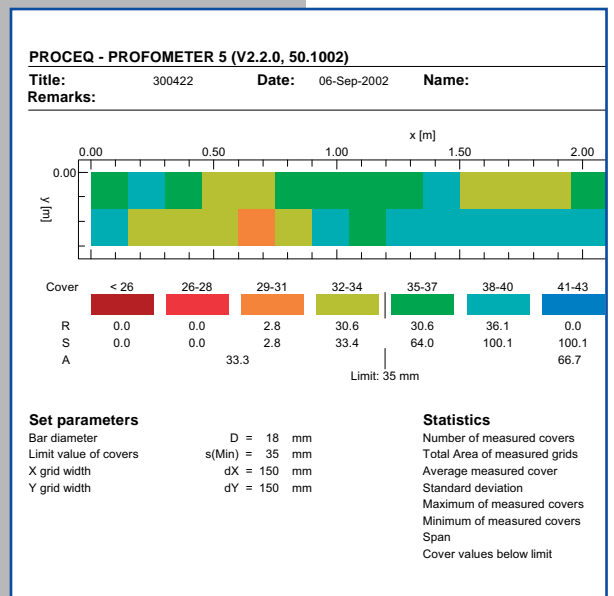 PROCEQ - PROFOMETER 5 (V2.2.0, 50.1002)
Title: 300422 Date: 06-Sep-2002 Name:
Remarks:
x [m]
0.00 0.50 1.00 1.50 2.00
0.00
y [m]
Cover < 26 26-28 29-31 32-34 35-37 38-40 41-43
R 0.0 0.0 2.8 30.6 30.6 36.1 0.0
S 0.0 0.0 2.8 33.4 64.0 100.1 100.1
A 33.3 66.7
Limit: 35 mm
Set parameters
Bar diameter D = 18 mm
Limit value of covers s(Min) = 35 mm
X grid width dX = 150 mm
Y grid width dY = 150 mm
Statistics
Number of measured covers
Total Area of measured grids
Average measured cover
Standard deviation
Maximum of measured covers
Minimum of measured covers
Span
Cover values below limit